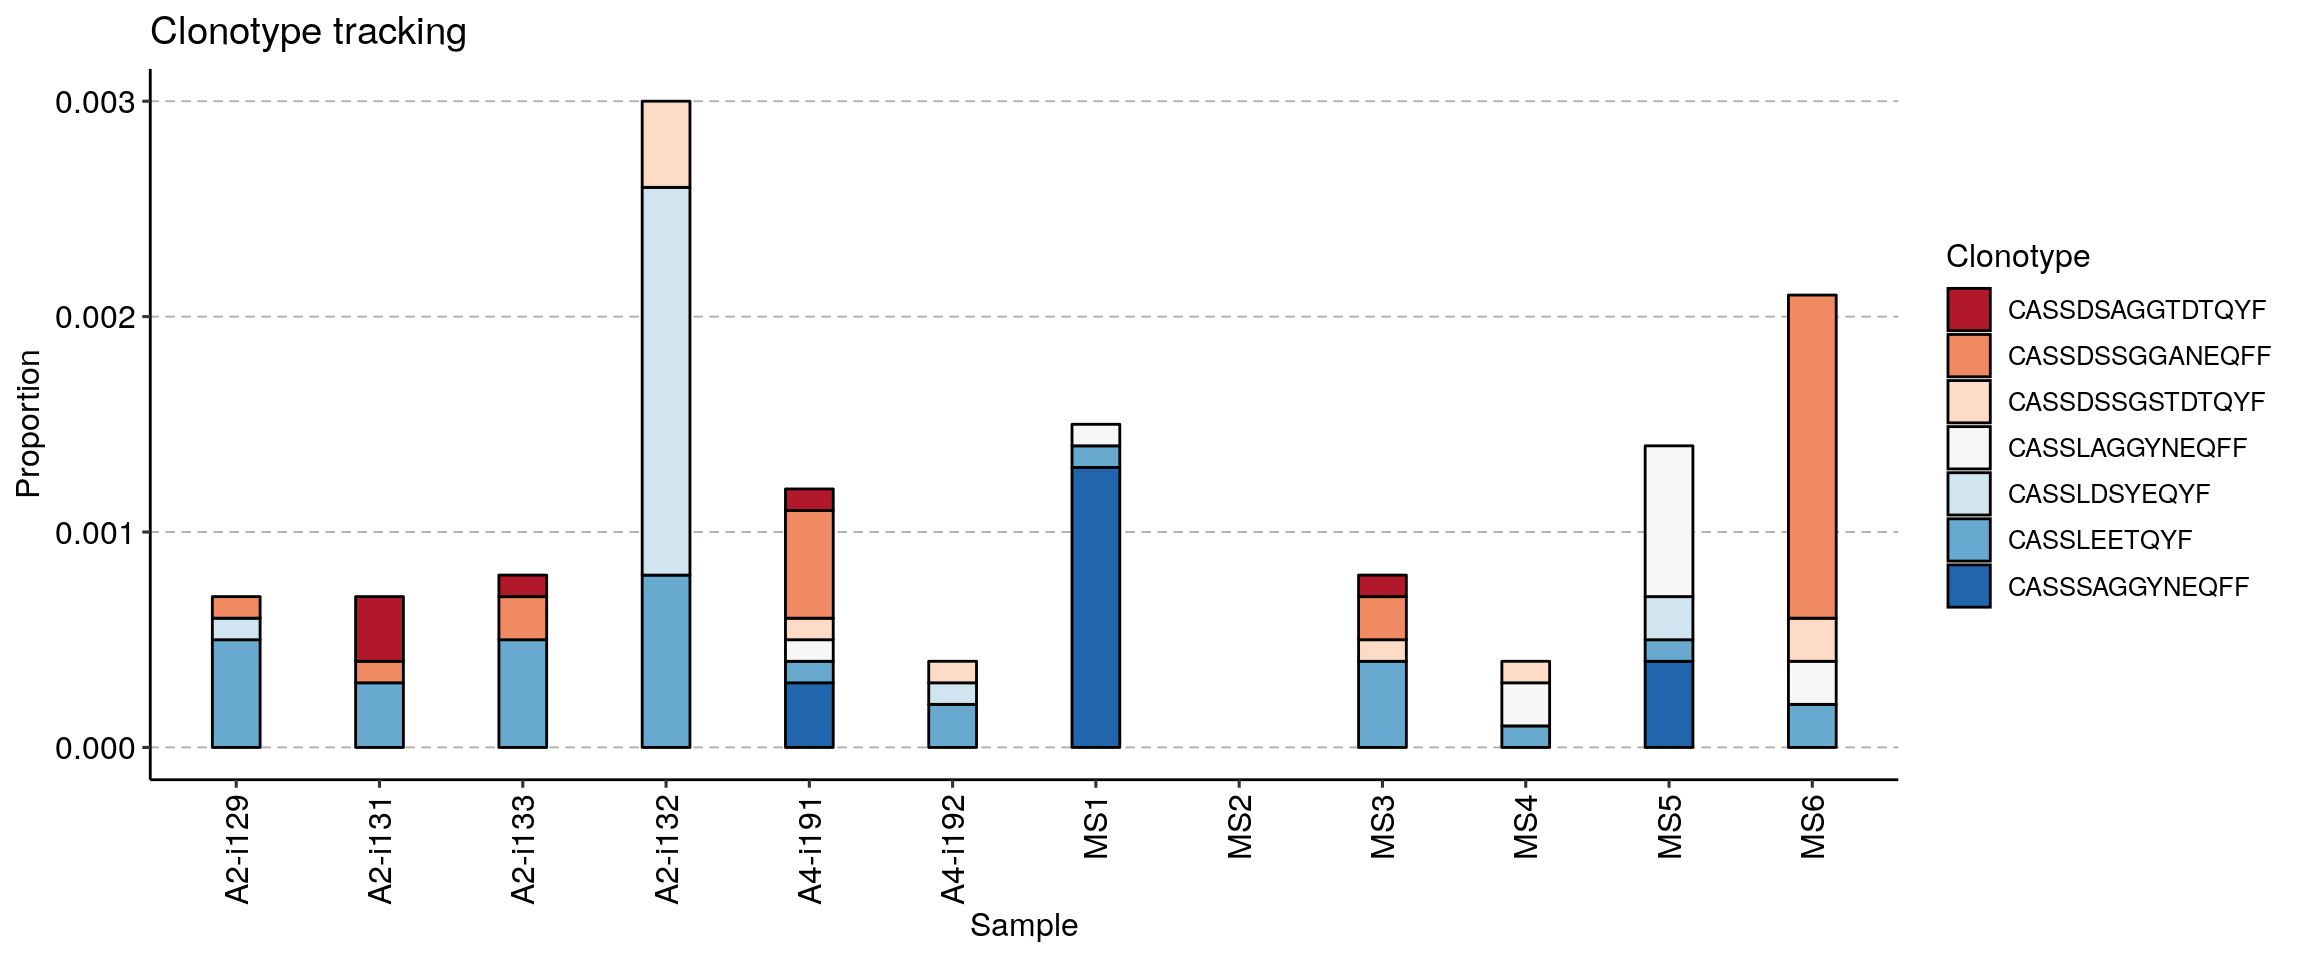 Clonotype tracking
0.003
0.002
0.001
0.000
Proportion
A2-i129
A2-i131
A2-i133
A2-i132
A4-i191
A4-i192
MS1
MS2
MS3
MS4
MS5
MS6
Sample
Clonotype
CASSDSAGGTDTQYF
CASSDSSGGANEQFF
CASSDSSGSTDTQYF
CASSLAGGYNEQFF
CASSLDSYEQYF
CASSLEETQYF
CASSSAGGYNEQFF